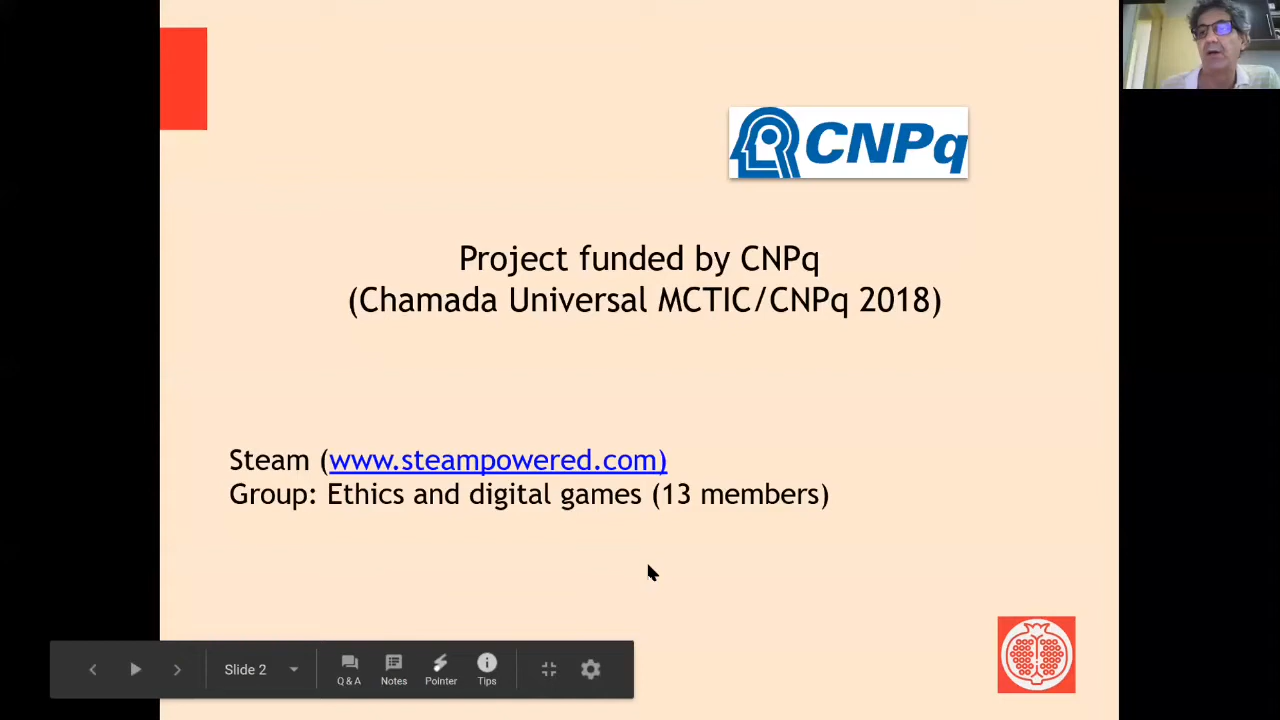 CNPq
Project funded by CNPq
(Chamada Universal MCTIC/CNPq 2018)
Steam (www.steampowered.com)
Group: Ethics and digital games (13 members)
Slide 2
Q & A
Notes
Pointer
Tips